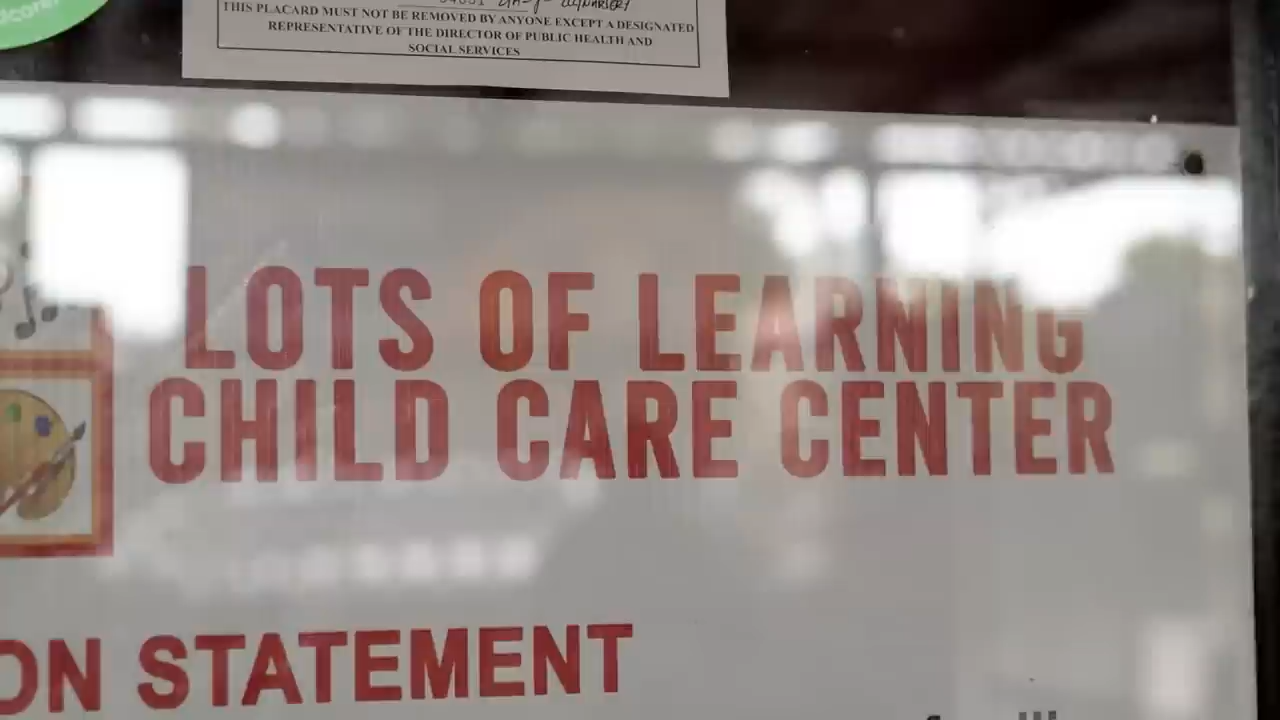 THIS PLACARD MUST NOT BE REMOVED BY ANYONE EXCEPT A DESIGNATED
REPRESENTATIVE OF THE DIRECTOR OF PUBLIC HEALTH AND
SOCIAL SERVICES
LOTS OF LEARNING
CHILD CARE CENTER
ON STATEMENT